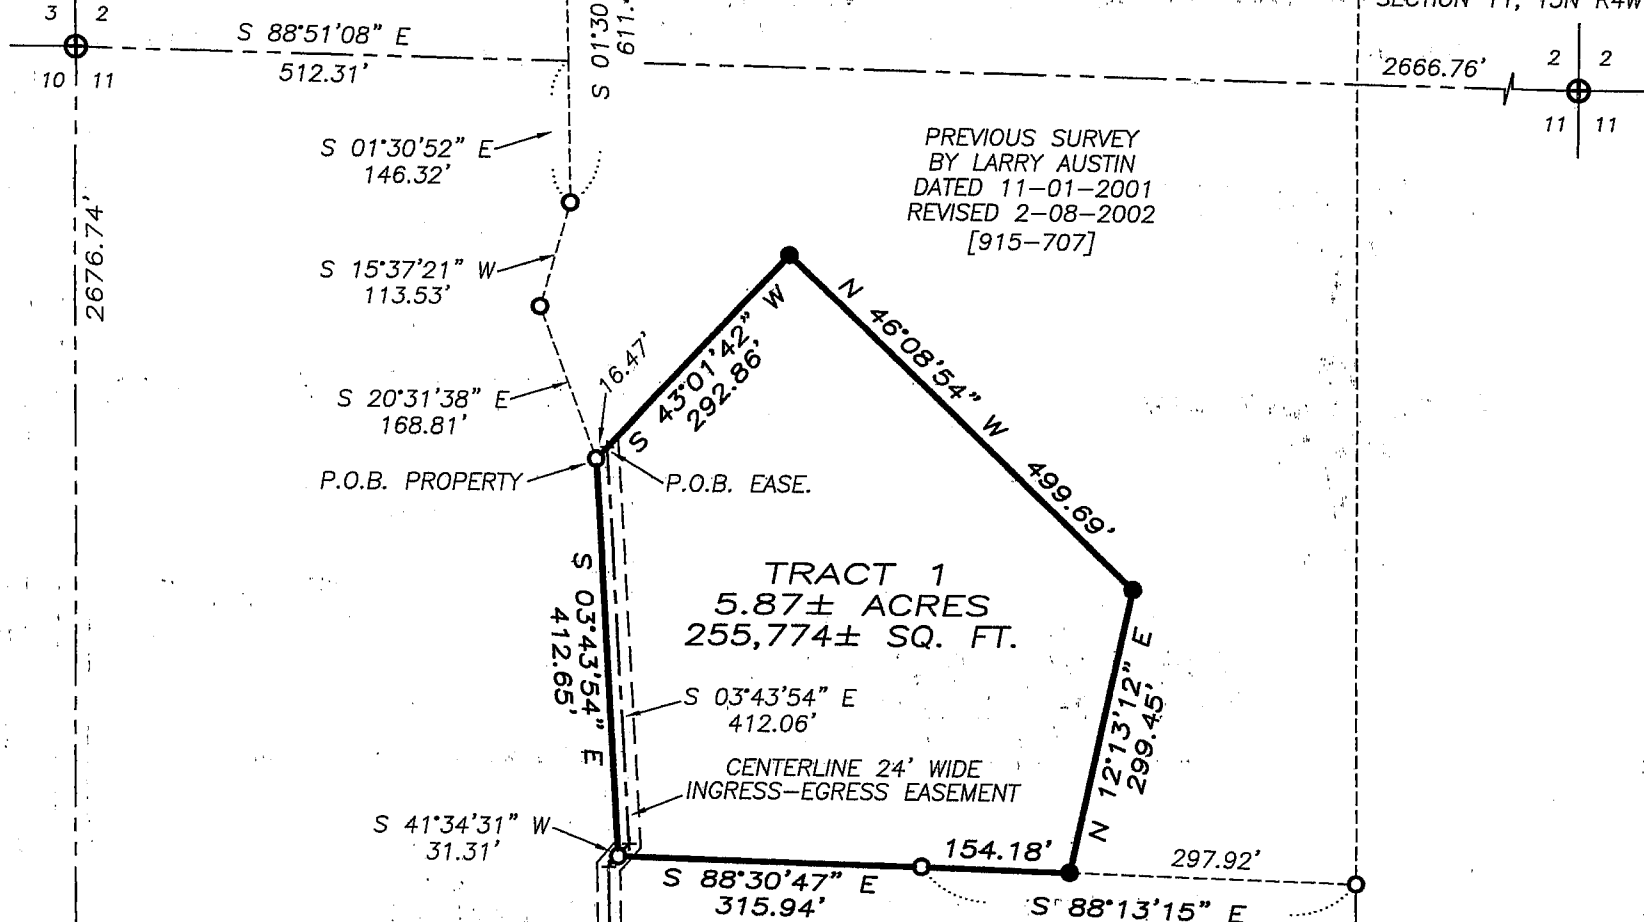 3 2
10 11
S 88°51'08" E
512.31'
S 01°30
611.
SECTION 11, 15N R4W
2666.76'
2 2
11 11
S 01°30'52" E
146.32'
PREVIOUS SURVEY
BY LARRY AUSTIN
DATED 11-01-2001
REVISED 2-08-2002
[915-707]
2676.74'
S 15°37'21" W
113.53'
S 20°31'38" E
168.81'
16.47'
S 43°01'42" W
292.86'
N 46°08'54" W
499.69'
P.O.B. PROPERTY
P.O.B. EASE.
S 03°43'54" E
412.65'
TRACT 1
5.87± ACRES
255,774± SQ. FT.
S 03°43'54" E
412.06'
N 12°13'12" E
299.45'
CENTERLINE 24' WIDE
INGRESS-EGRESS EASEMENT
S 41°34'31" W
31.31'
154.18'
297.92'
S 88°30'47" E
315.94'
S 88°13'15" E